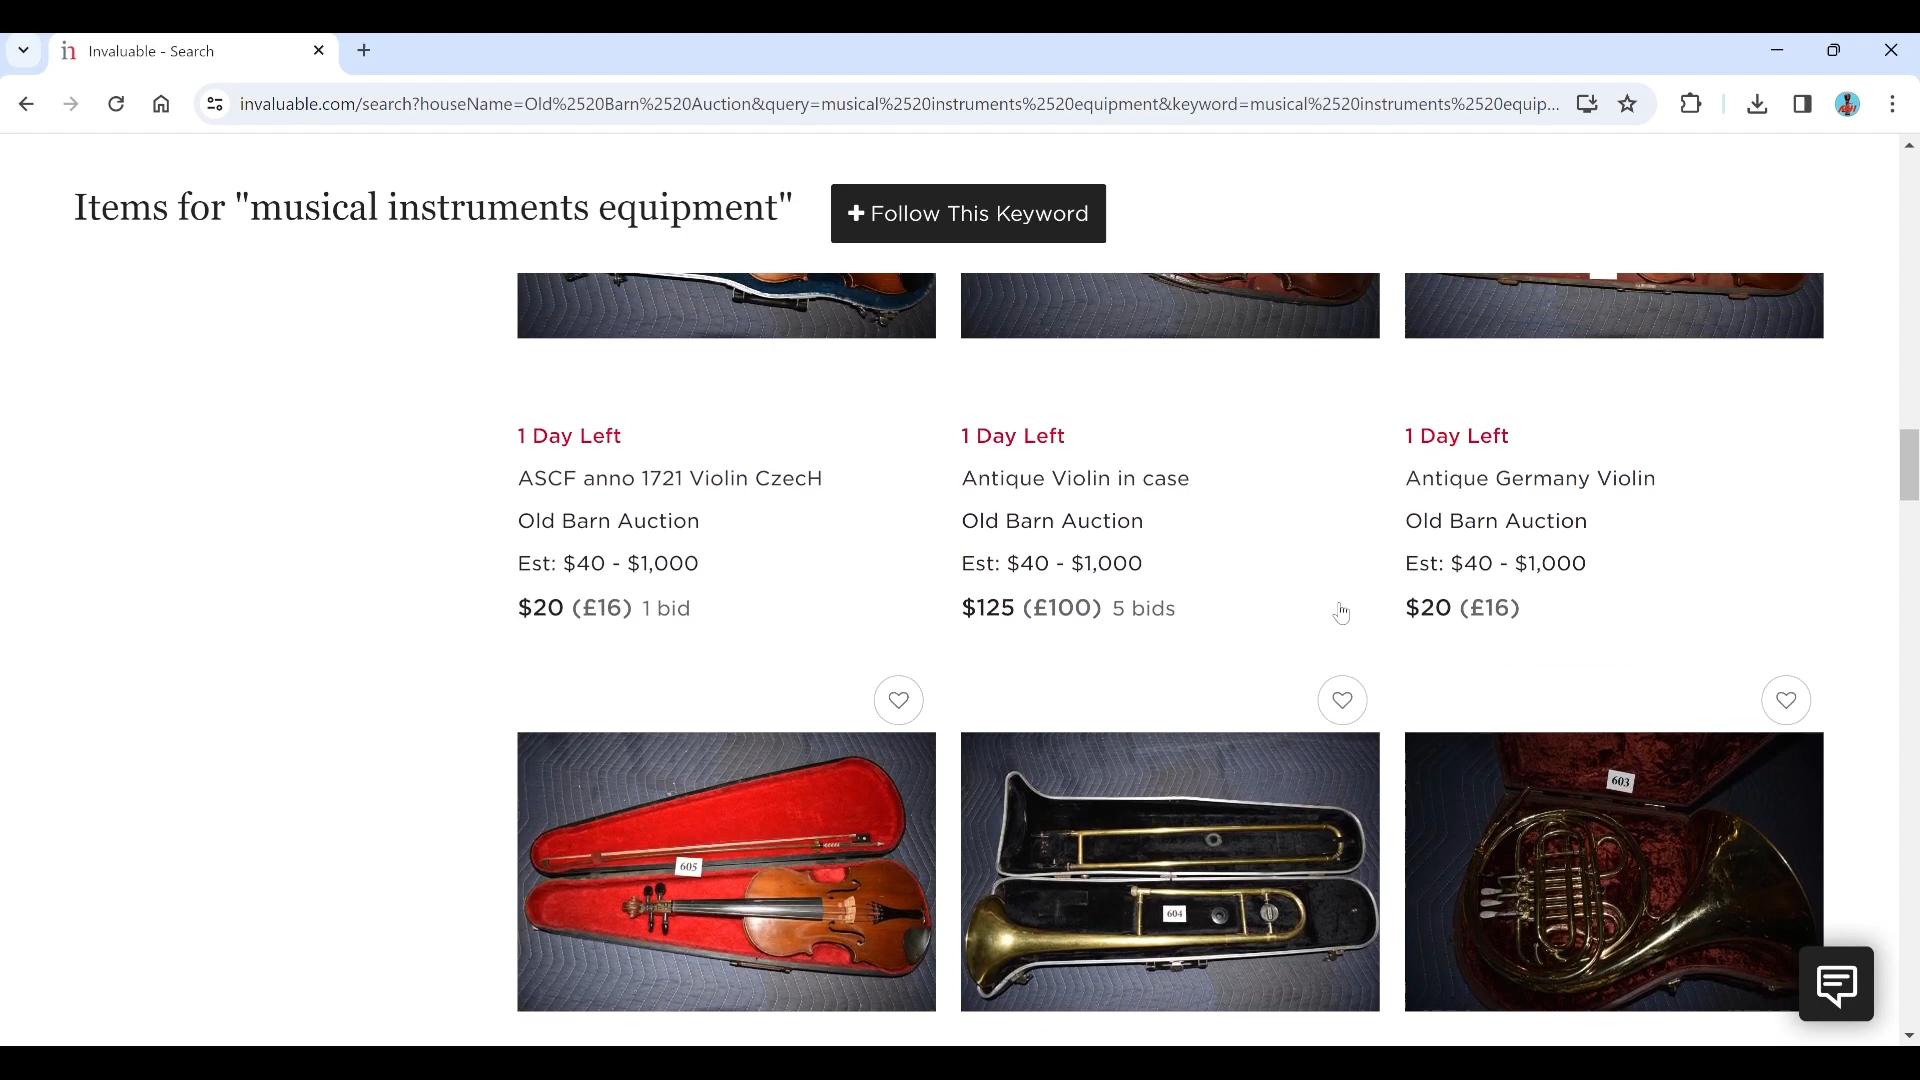 in Invaluable - Search
invaluable.com/search?houseName=Old%2520Barn%2520Auction&query=musical%2520instruments%2520equipment&keyword=musical%2520instruments%2520equip...
Items for "musical instruments equipment"
+ Follow This Keyword
1 Day Left
ASCF anno 1721 Violin CzecH
Old Barn Auction
Est: $40 - $1,000
$20 (£16) 1 bid
1 Day Left
Antique Violin in case
Old Barn Auction
Est: $40 - $1,000
$125 (£100) 5 bids
1 Day Left
Antique Germany Violin
Old Barn Auction
Est: $40 - $1,000
$20 (£16)
605
604
603